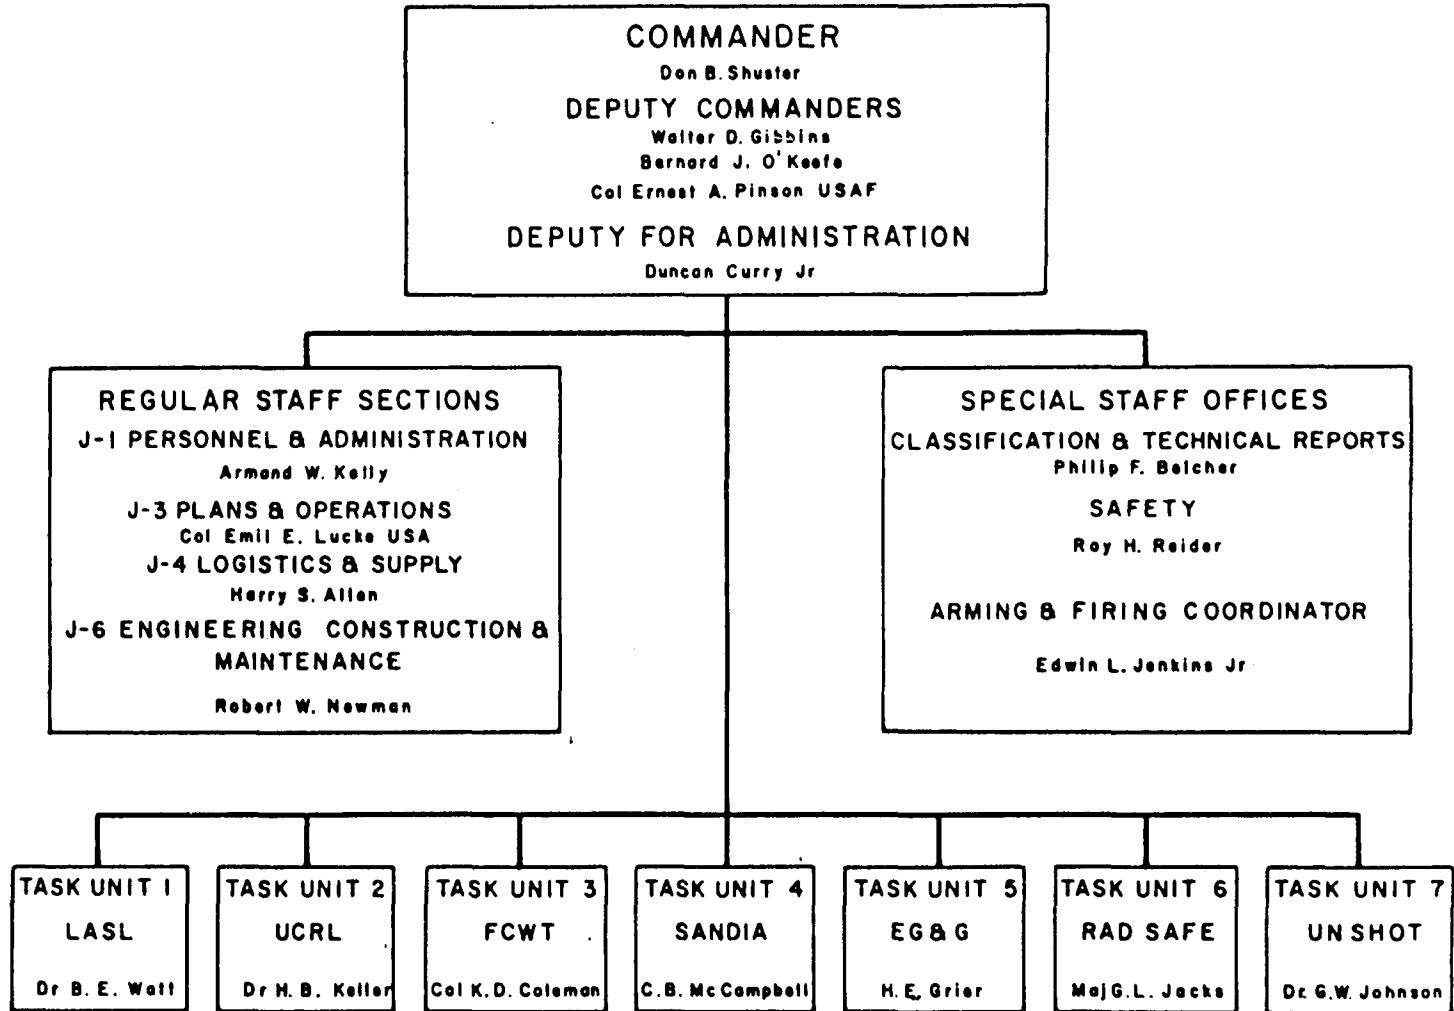 COMMANDER
Don B. Shuster
DEPUTY COMMANDERS
Walter D. Gibbins
Bernard J. O'Keefe
Col Ernest A. Pinson USAF
DEPUTY FOR ADMINISTRATION
Duncan Curry Jr
REGULAR STAFF SECTIONS
J-1 PERSONNEL & ADMINISTRATION
Armand W. Kelly
J-3 PLANS & OPERATIONS
Col Emil E. Lucke USA
J-4 LOGISTICS & SUPPLY
Harry S. Allen
J-6 ENGINEERING CONSTRUCTION &
MAINTENANCE
Robert W. Newman
SPECIAL STAFF OFFICES
CLASSIFICATION & TECHNICAL REPORTS
Philip F. Belcher
SAFETY
Roy H. Reider
ARMING & FIRING COORDINATOR
Edwin L. Jenkins Jr
TASK UNIT 1
LASL
Dr B. E. Watt
TASK UNIT 2
UCRL
Dr H. B. Keller
TASK UNIT 3
FCWT
Col K. D. Coleman
TASK UNIT 4
SANDIA
C. B. McCampbell
TASK UNIT 5
EG&G
H. E. Grier
TASK UNIT 6
RAD SAFE
Maj G. L. Jacks
TASK UNIT 7
UN SHOT
Dr. G. W. Johnson